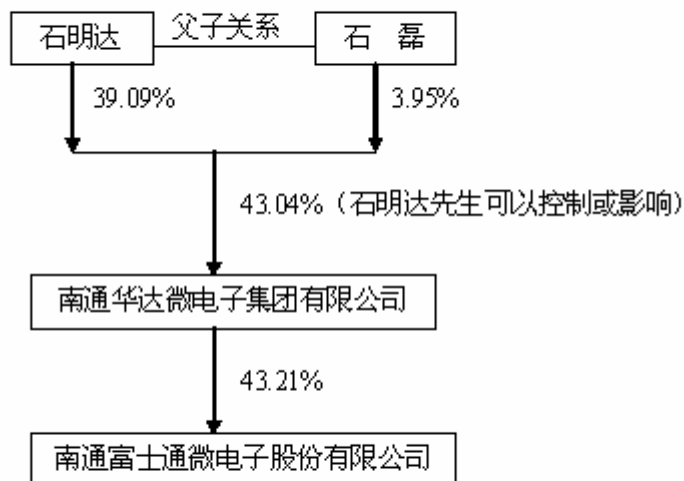 石明达
父子关系
石 磊
39.09%
3.95%
43.04%（石明达先生可以控制或影响）
南通华达微电子集团有限公司
43.21%
南通富士通微电子股份有限公司